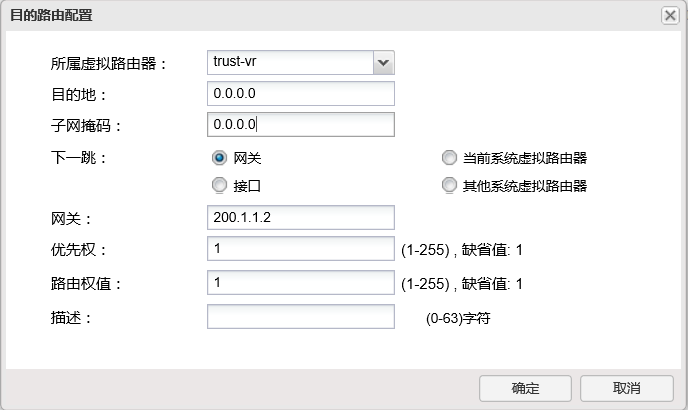 目的路由配置
所属虚拟路由器： trust-vr
目的地： 0.0.0.0
子网掩码： 0.0.0.0
下一跳： 网关 当前系统虚拟路由器
接口 其他系统虚拟路由器
网关： 200.1.1.2
优先权： 1 (1-255) , 缺省值: 1
路由权值： 1 (1-255) , 缺省值: 1
描述： (0-63)字符
确定 取消